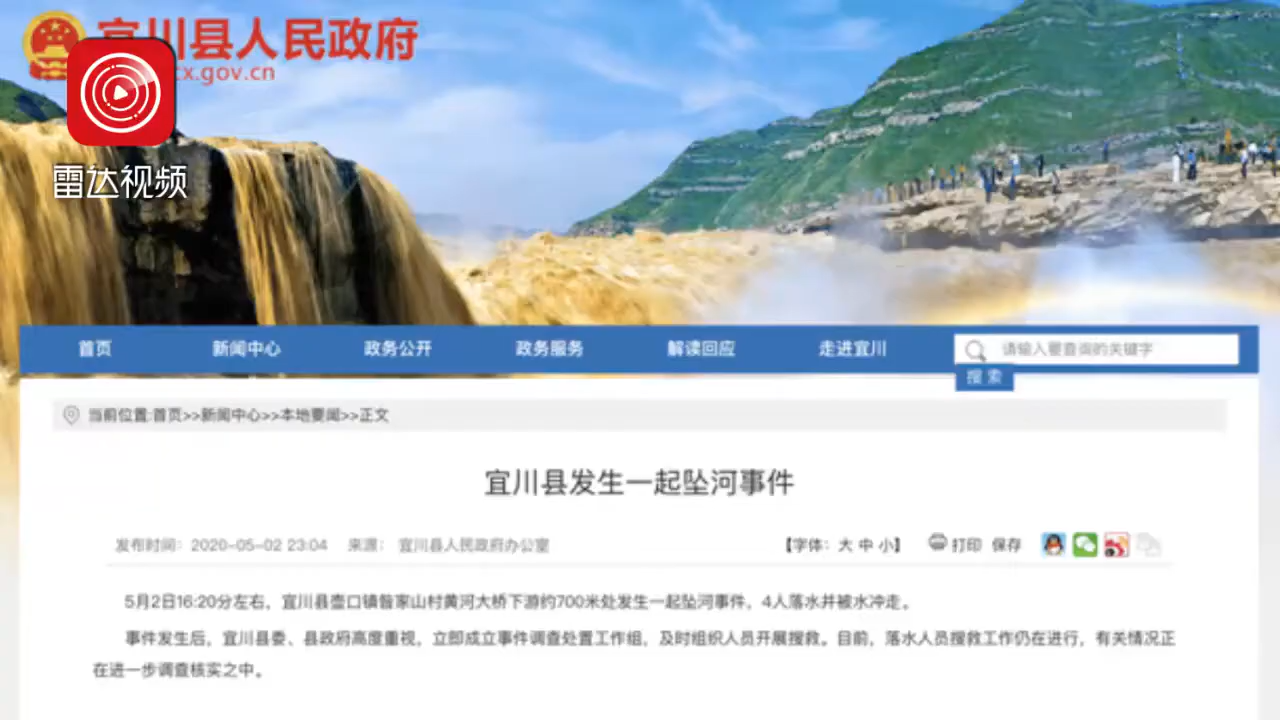 宜川县人民政府
cx.gov.cn
雷达视频
首页 新闻中心 政务公开 政务服务 解读回应 走进宜川 请输入要查询的关键字
搜 索
当前位置:首页>>新闻中心>>本地要闻>>正文
宜川县发生一起坠河事件
发布时间：2020-05-02 23:04 来源：宜川县人民政府办公室 【字体：大 中 小】 打印 保存
5月2日16:20分左右，宜川县壶口镇昝家山村黄河大桥下游约700米处发生一起坠河事件，4人落水并被水冲走。
事件发生后，宜川县委、县政府高度重视，立即成立事件调查处置工作组，及时组织人员开展搜救。目前，落水人员搜救工作仍在进行，有关情况正
在进一步调查核实之中。